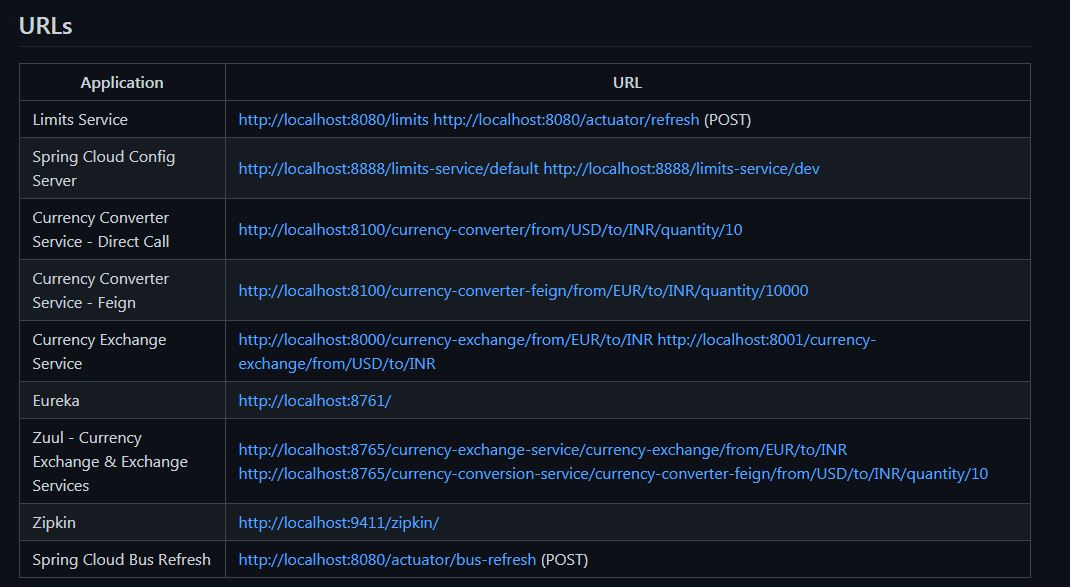 URLs
Application URL
Limits Service http://localhost:8080/limits http://localhost:8080/actuator/refresh (POST)
Spring Cloud Config
Server
http://localhost:8888/limits-service/default http://localhost:8888/limits-service/dev
Currency Converter
Service - Direct Call
http://localhost:8100/currency-converter/from/USD/to/INR/quantity/10
Currency Converter
Service - Feign
http://localhost:8100/currency-converter-feign/from/EUR/to/INR/quantity/10000
Currency Exchange
Service
http://localhost:8000/currency-exchange/from/EUR/to/INR http://localhost:8001/currency-
exchange/from/USD/to/INR
Eureka http://localhost:8761/
Zuul - Currency
Exchange & Exchange
Services
http://localhost:8765/currency-exchange-service/currency-exchange/from/EUR/to/INR
http://localhost:8765/currency-conversion-service/currency-converter-feign/from/USD/to/INR/quantity/10
Zipkin http://localhost:9411/zipkin/
Spring Cloud Bus Refresh http://localhost:8080/actuator/bus-refresh (POST)